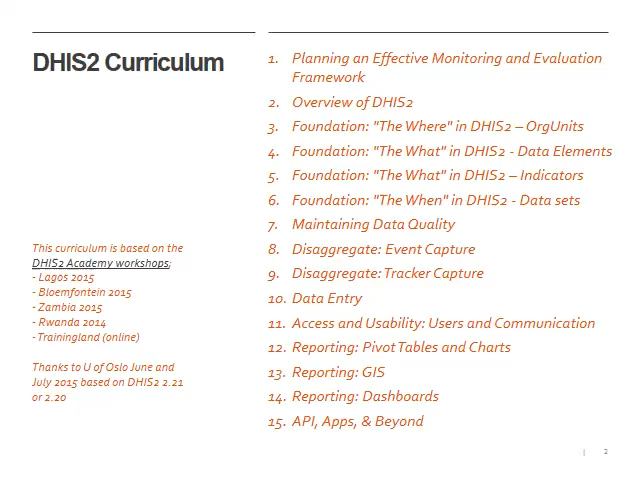 DHIS2 Curriculum
This curriculum is based on the
DHIS2 Academy workshops;
- Lagos 2015
- Bloemfontein 2015
- Zambia 2015
- Rwanda 2014
- Trainingland (online)
Thanks to U of Oslo June and
July 2015 based on DHIS2 2.21
or 2.20
1. Planning an Effective Monitoring and Evaluation
Framework
2. Overview of DHIS2
3. Foundation: "The Where" in DHIS2 – OrgUnits
4. Foundation: "The What" in DHIS2 - Data Elements
5. Foundation: "The What" in DHIS2 – Indicators
6. Foundation: "The When" in DHIS2 - Data sets
7. Maintaining Data Quality
8. Disaggregate: Event Capture
9. Disaggregate: Tracker Capture
10. Data Entry
11. Access and Usability: Users and Communication
12. Reporting: Pivot Tables and Charts
13. Reporting: GIS
14. Reporting: Dashboards
15. API, Apps, & Beyond
| 2